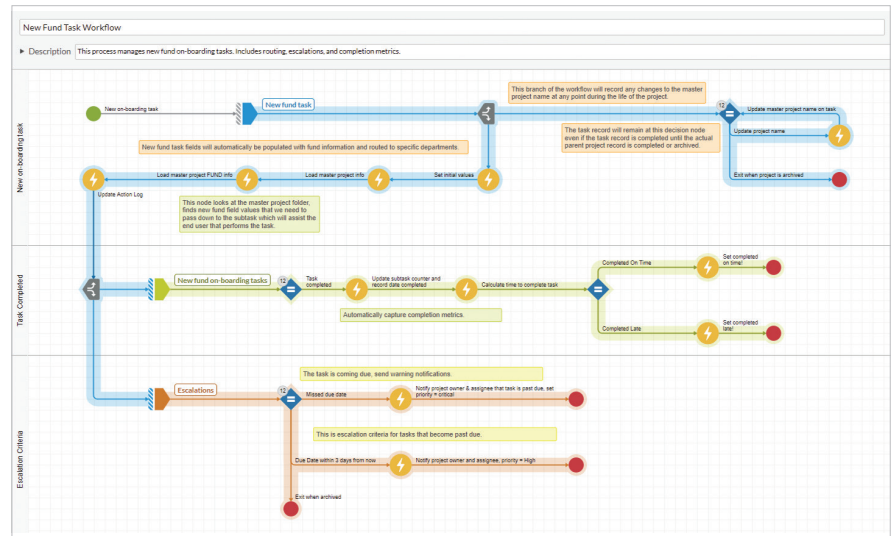 New Fund Task Workflow
Description
This process manages new fund on-boarding tasks. Includes routing, escalations, and completion metrics.
New on-boarding task
New on-boarding task
New fund task
This branch of the workflow will record any changes to the master
project name at any point during the life of the project.
12
Update master project name on task
Update project name
The task record will remain at this decision node
even if the task record is completed until the actual
parent project record is completed or archived.
New fund task fields will automatically be populated with fund information and routed to specific departments.
Exit when project is archived
Load master project FUND info
Load master project info
Set initial values
Update Action Log
This node looks at the master project folder,
finds new fund field values that we need to
pass down to the subtask which will assist the
end user that performs the task.
Task Completed
New fund on-boarding tasks
12
Task
completed
Update subtask counter and
record date completed
Calculate time to complete task
Completed On Time
Set completed
on time!
Automatically capture completion metrics.
Completed Late
Set completed
late!
Escalation Criteria
The task is coming due, send warning notifications.
Escalations
12
Missed due date
Notify project owner & assignee that task is past due, set
priority = critical
This is escalation criteria for tasks that become past due.
Due Date within 3 days from now
Notify project owner and assignee, priority = High
Exit when archived